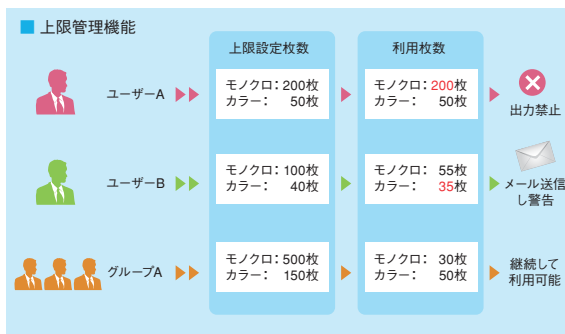 ■ 上限管理機能
上限設定枚数
利用枚数
ユーザーA
モノクロ：200枚
カラー： 50枚
モノクロ：200枚
カラー： 50枚
出力禁止
ユーザーB
モノクロ：100枚
カラー： 40枚
モノクロ： 55枚
カラー： 35枚
メール送信
し警告
グループA
モノクロ：500枚
カラー： 150枚
モノクロ： 30枚
カラー： 50枚
継続して
利用可能